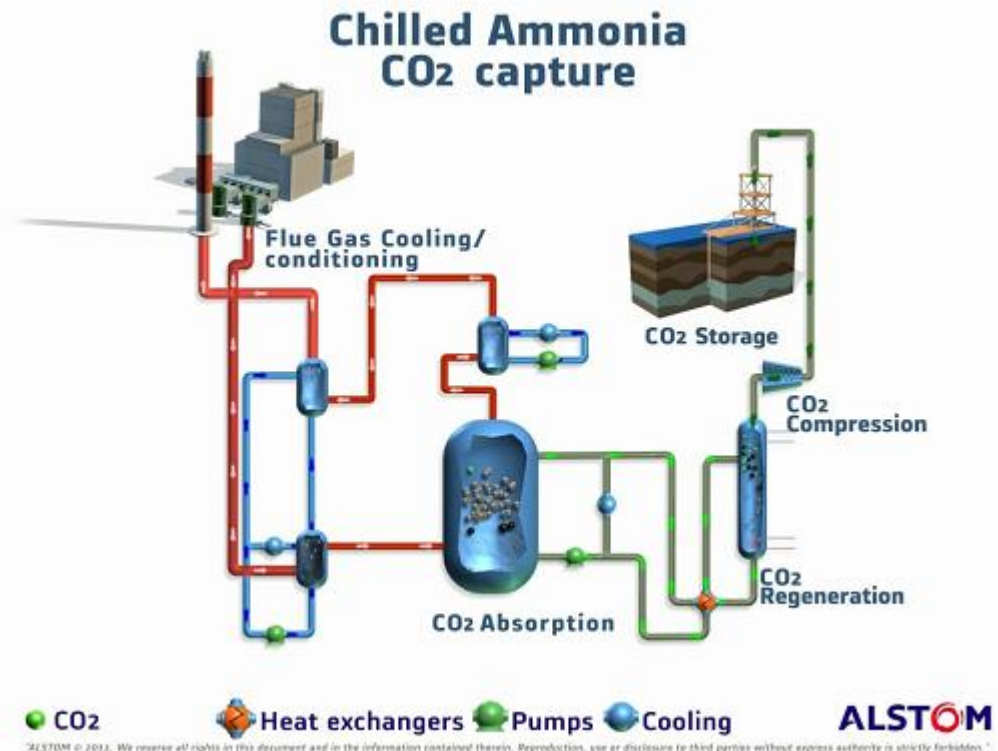 Chilled Ammonia
CO2 capture
Flue Gas Cooling/
conditioning
CO2 Storage
CO2
Compression
CO2
Regeneration
CO2 Absorption
CO2
Heat exchangers
Pumps
Cooling
ALSTOM
"ALSTOM © 2011. We reserve all rights in this document and in the information contained therein. Reproduction, use or disclosure to third parties without express authority is strictly forbidden."